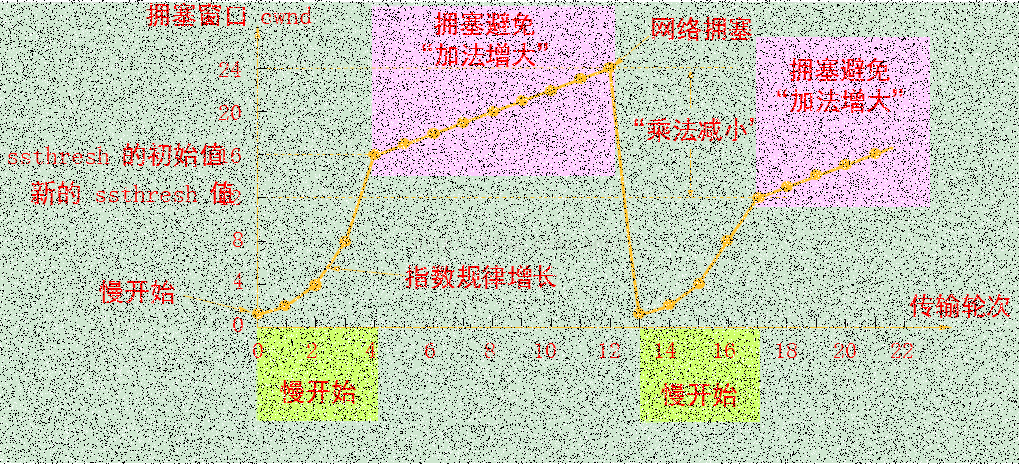 拥塞窗口 cwnd
拥塞避免
“加法增大”
网络拥塞
拥塞避免
“加法增大”
24
20
“乘法减小”
ssthresh 的初始值 16
新的 ssthresh 值 12
8
4
指数规律增长
慢开始
传输轮次
0
0 2 4 6 8 10 12 14 16 18 20 22
慢开始
慢开始